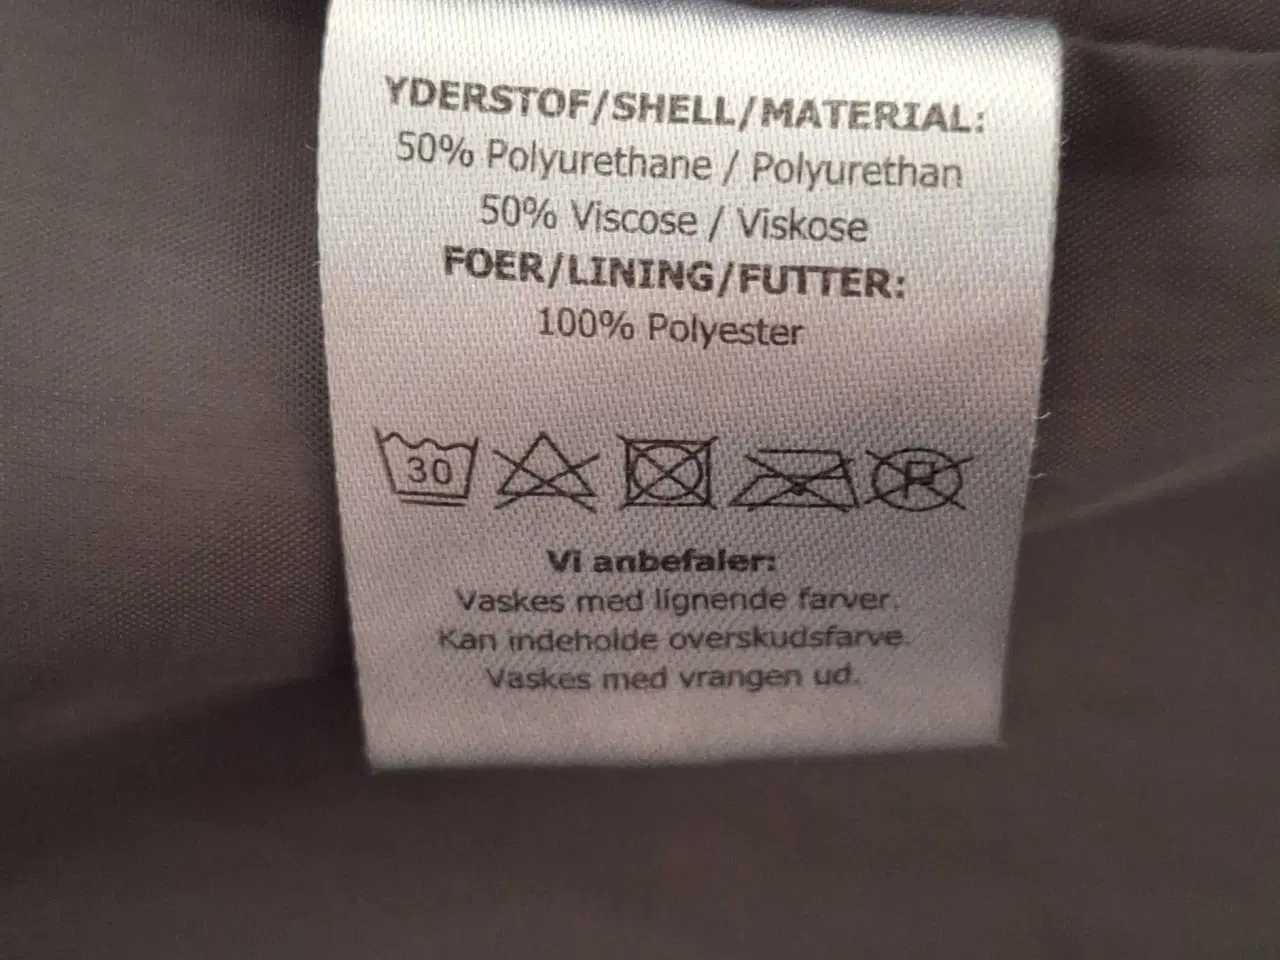 YDERSTOF/SHELL/MATERIAL:
50% Polyurethane / Polyurethan
50% Viscose / Viskose
FOER/LINING/FUTTER:
100% Polyester
30 P
Vi anbefaler:
Vaskes med lignende farver.
Kan indeholde overskudsfarve.
Vaskes med vrangen ud.